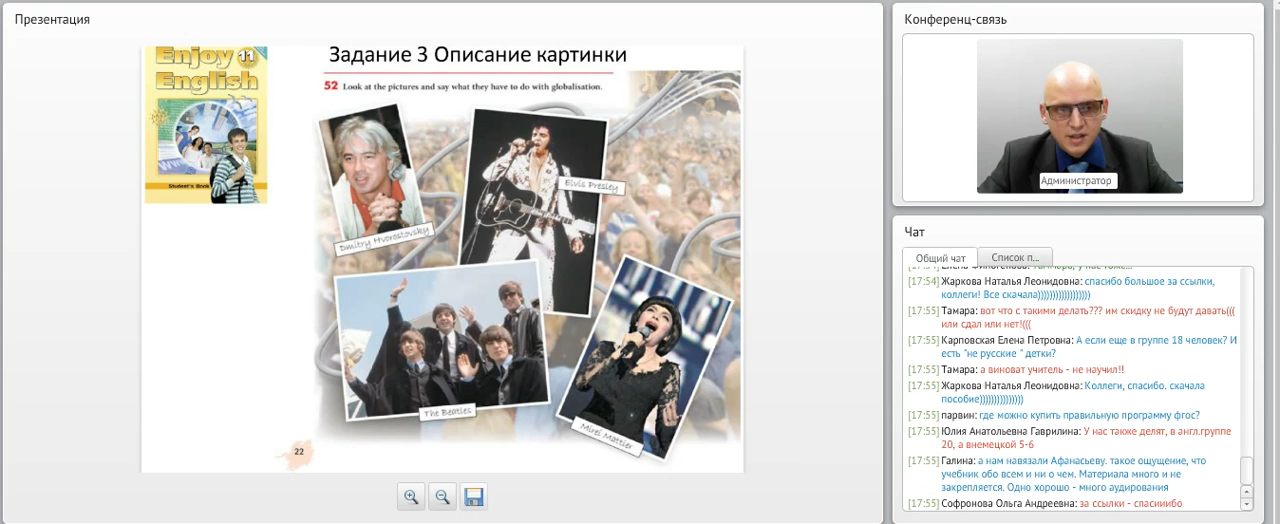 Презентация
Enjoy 11
English
Student's Book
Задание 3 Описание картинки
52 Look at the pictures and say what they have to do with globalisation.
Dmitry Hvorostovsky
Elvis Presley
The Beatles
Mirei Mattier
22
Конференц-связь
Администратор
Чат
Общий чат
Список п...
[17:54] Жаркова Наталья Леонидовна: спасибо большое за ссылки,
коллеги! Все скачала))))))))))))))))))
[17:55] Тамара: вот что с такими делать??? им скидку не будут давать(((
или сдал или нет!(((
[17:55] Карповская Елена Петровна: А если еще в группе 18 человек? И
есть "не русские " детки?
[17:55] Тамара: а виноват учитель - не научил!!
[17:55] Жаркова Наталья Леонидовна: Коллеги, спасибо. скачала
пособие)))))))))))))))
[17:55] парвин: где можно купить правильную программу фгос?
[17:55] Юлия Анатольевна Гаврилина: У нас также делят, в англ.группе
20, а внемецкой 5-6
[17:55] Галина: а нам навязали Афанасьеву. такое ощущение, что
учебник обо всем и ни о чем. Материала много и не
закрепляется. Одно хорошо - много аудирования
[17:55] Софронова Ольга Андреевна: за ссылки - спасииибо